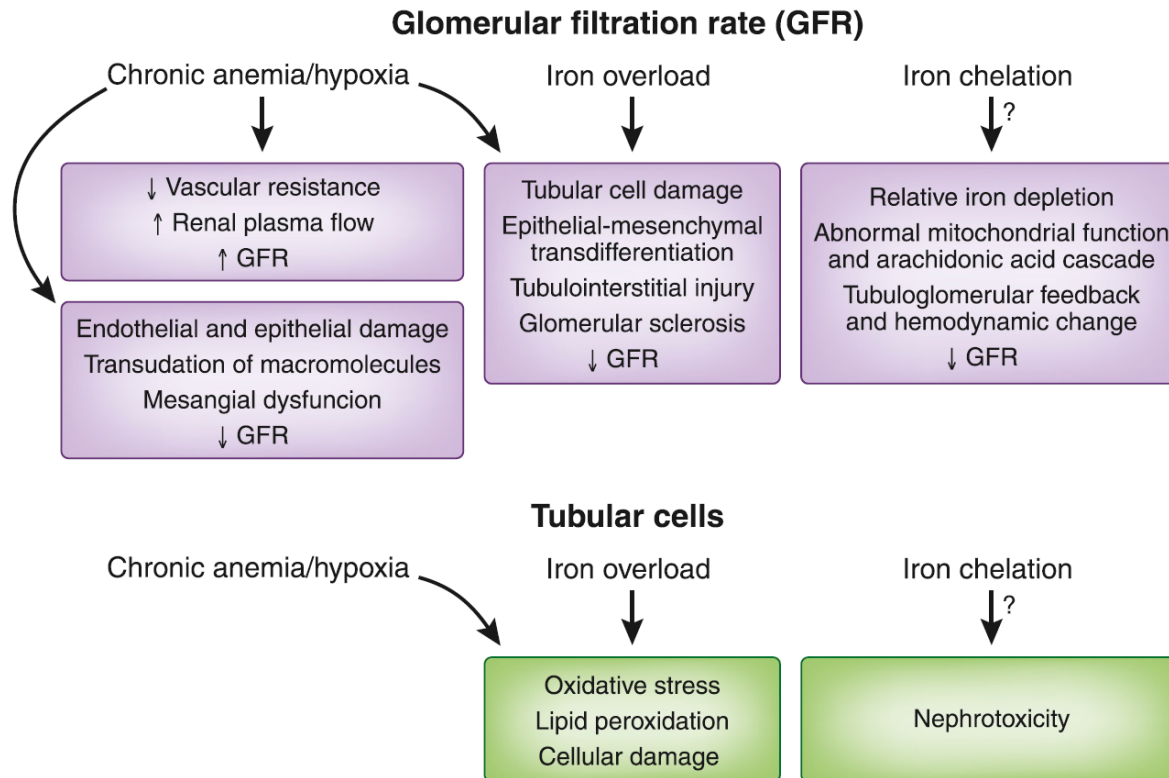 Glomerular filtration rate (GFR)
Chronic anemia/hypoxia
Iron overload
Iron chelation
?
↓ Vascular resistance
↑ Renal plasma flow
↑ GFR
Endothelial and epithelial damage
Transudation of macromolecules
Mesangial dysfuncion
↓ GFR
Tubular cell damage
Epithelial-mesenchymal
transdifferentiation
Tubulointerstitial injury
Glomerular sclerosis
↓ GFR
Relative iron depletion
Abnormal mitochondrial function
and arachidonic acid cascade
Tubuloglomerular feedback
and hemodynamic change
↓ GFR
Tubular cells
Chronic anemia/hypoxia
Iron overload
Iron chelation
?
Oxidative stress
Lipid peroxidation
Cellular damage
Nephrotoxicity